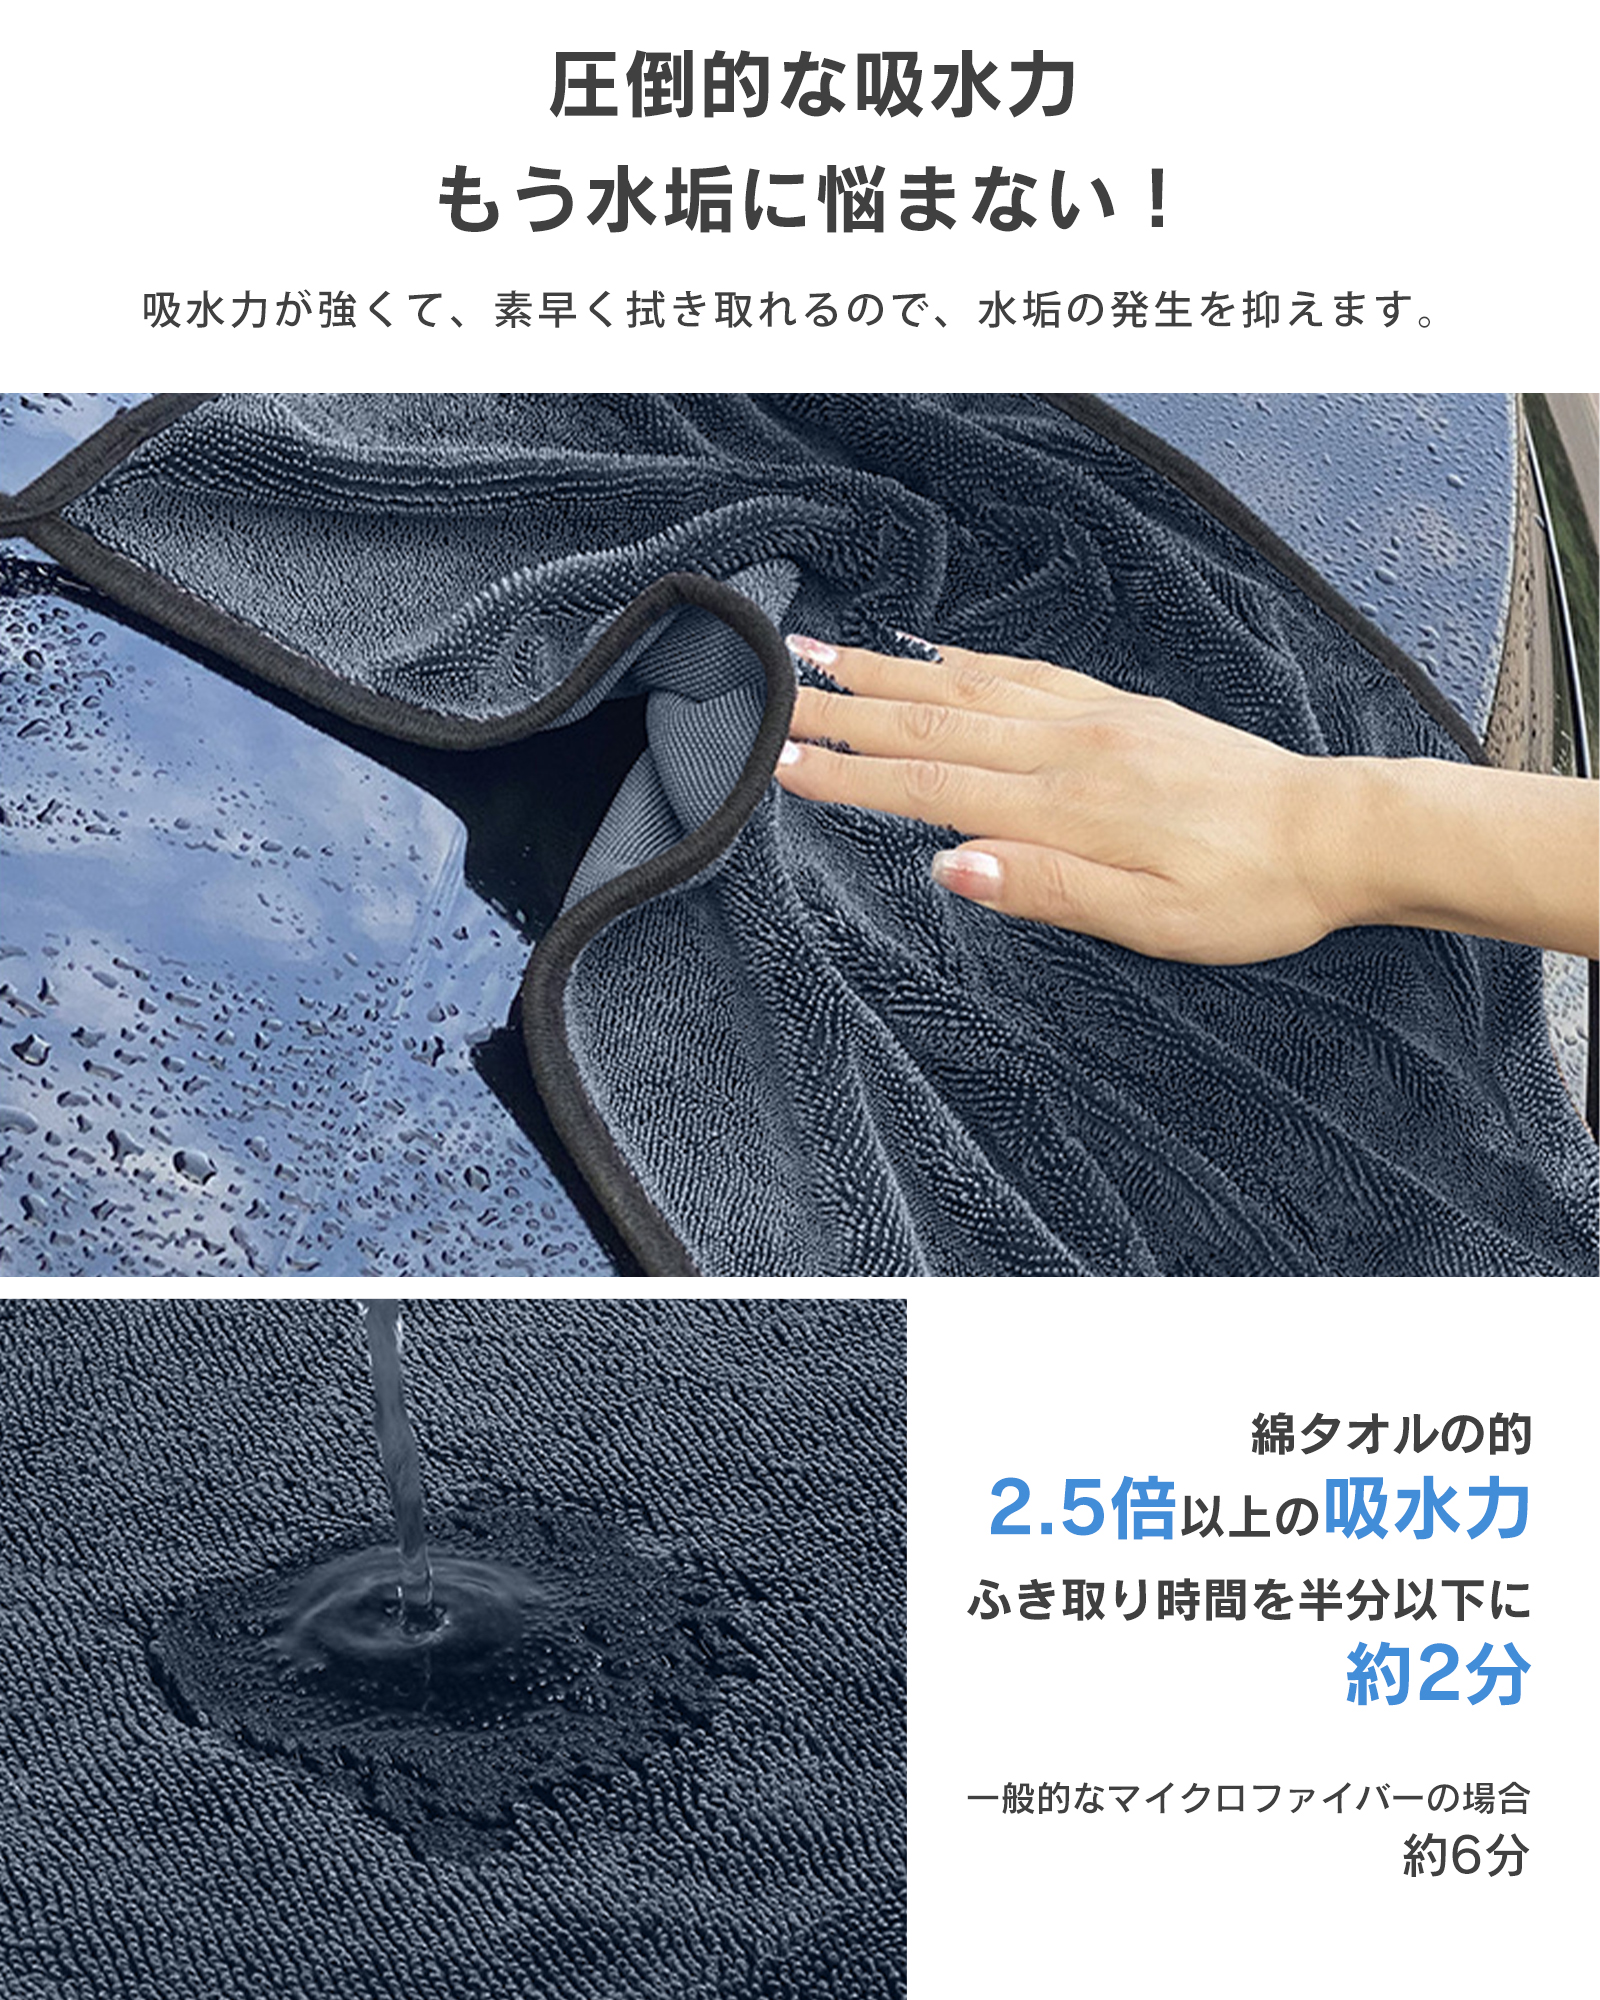 圧倒的な吸水力
もう水垢に悩まない！
吸水力が強くて、素早く拭き取れるので、水垢の発生を抑えます。
綿タオルの的
2.5倍以上の吸水力
ふき取り時間を半分以下に
約2分
一般的なマイクロファイバーの場合
約6分